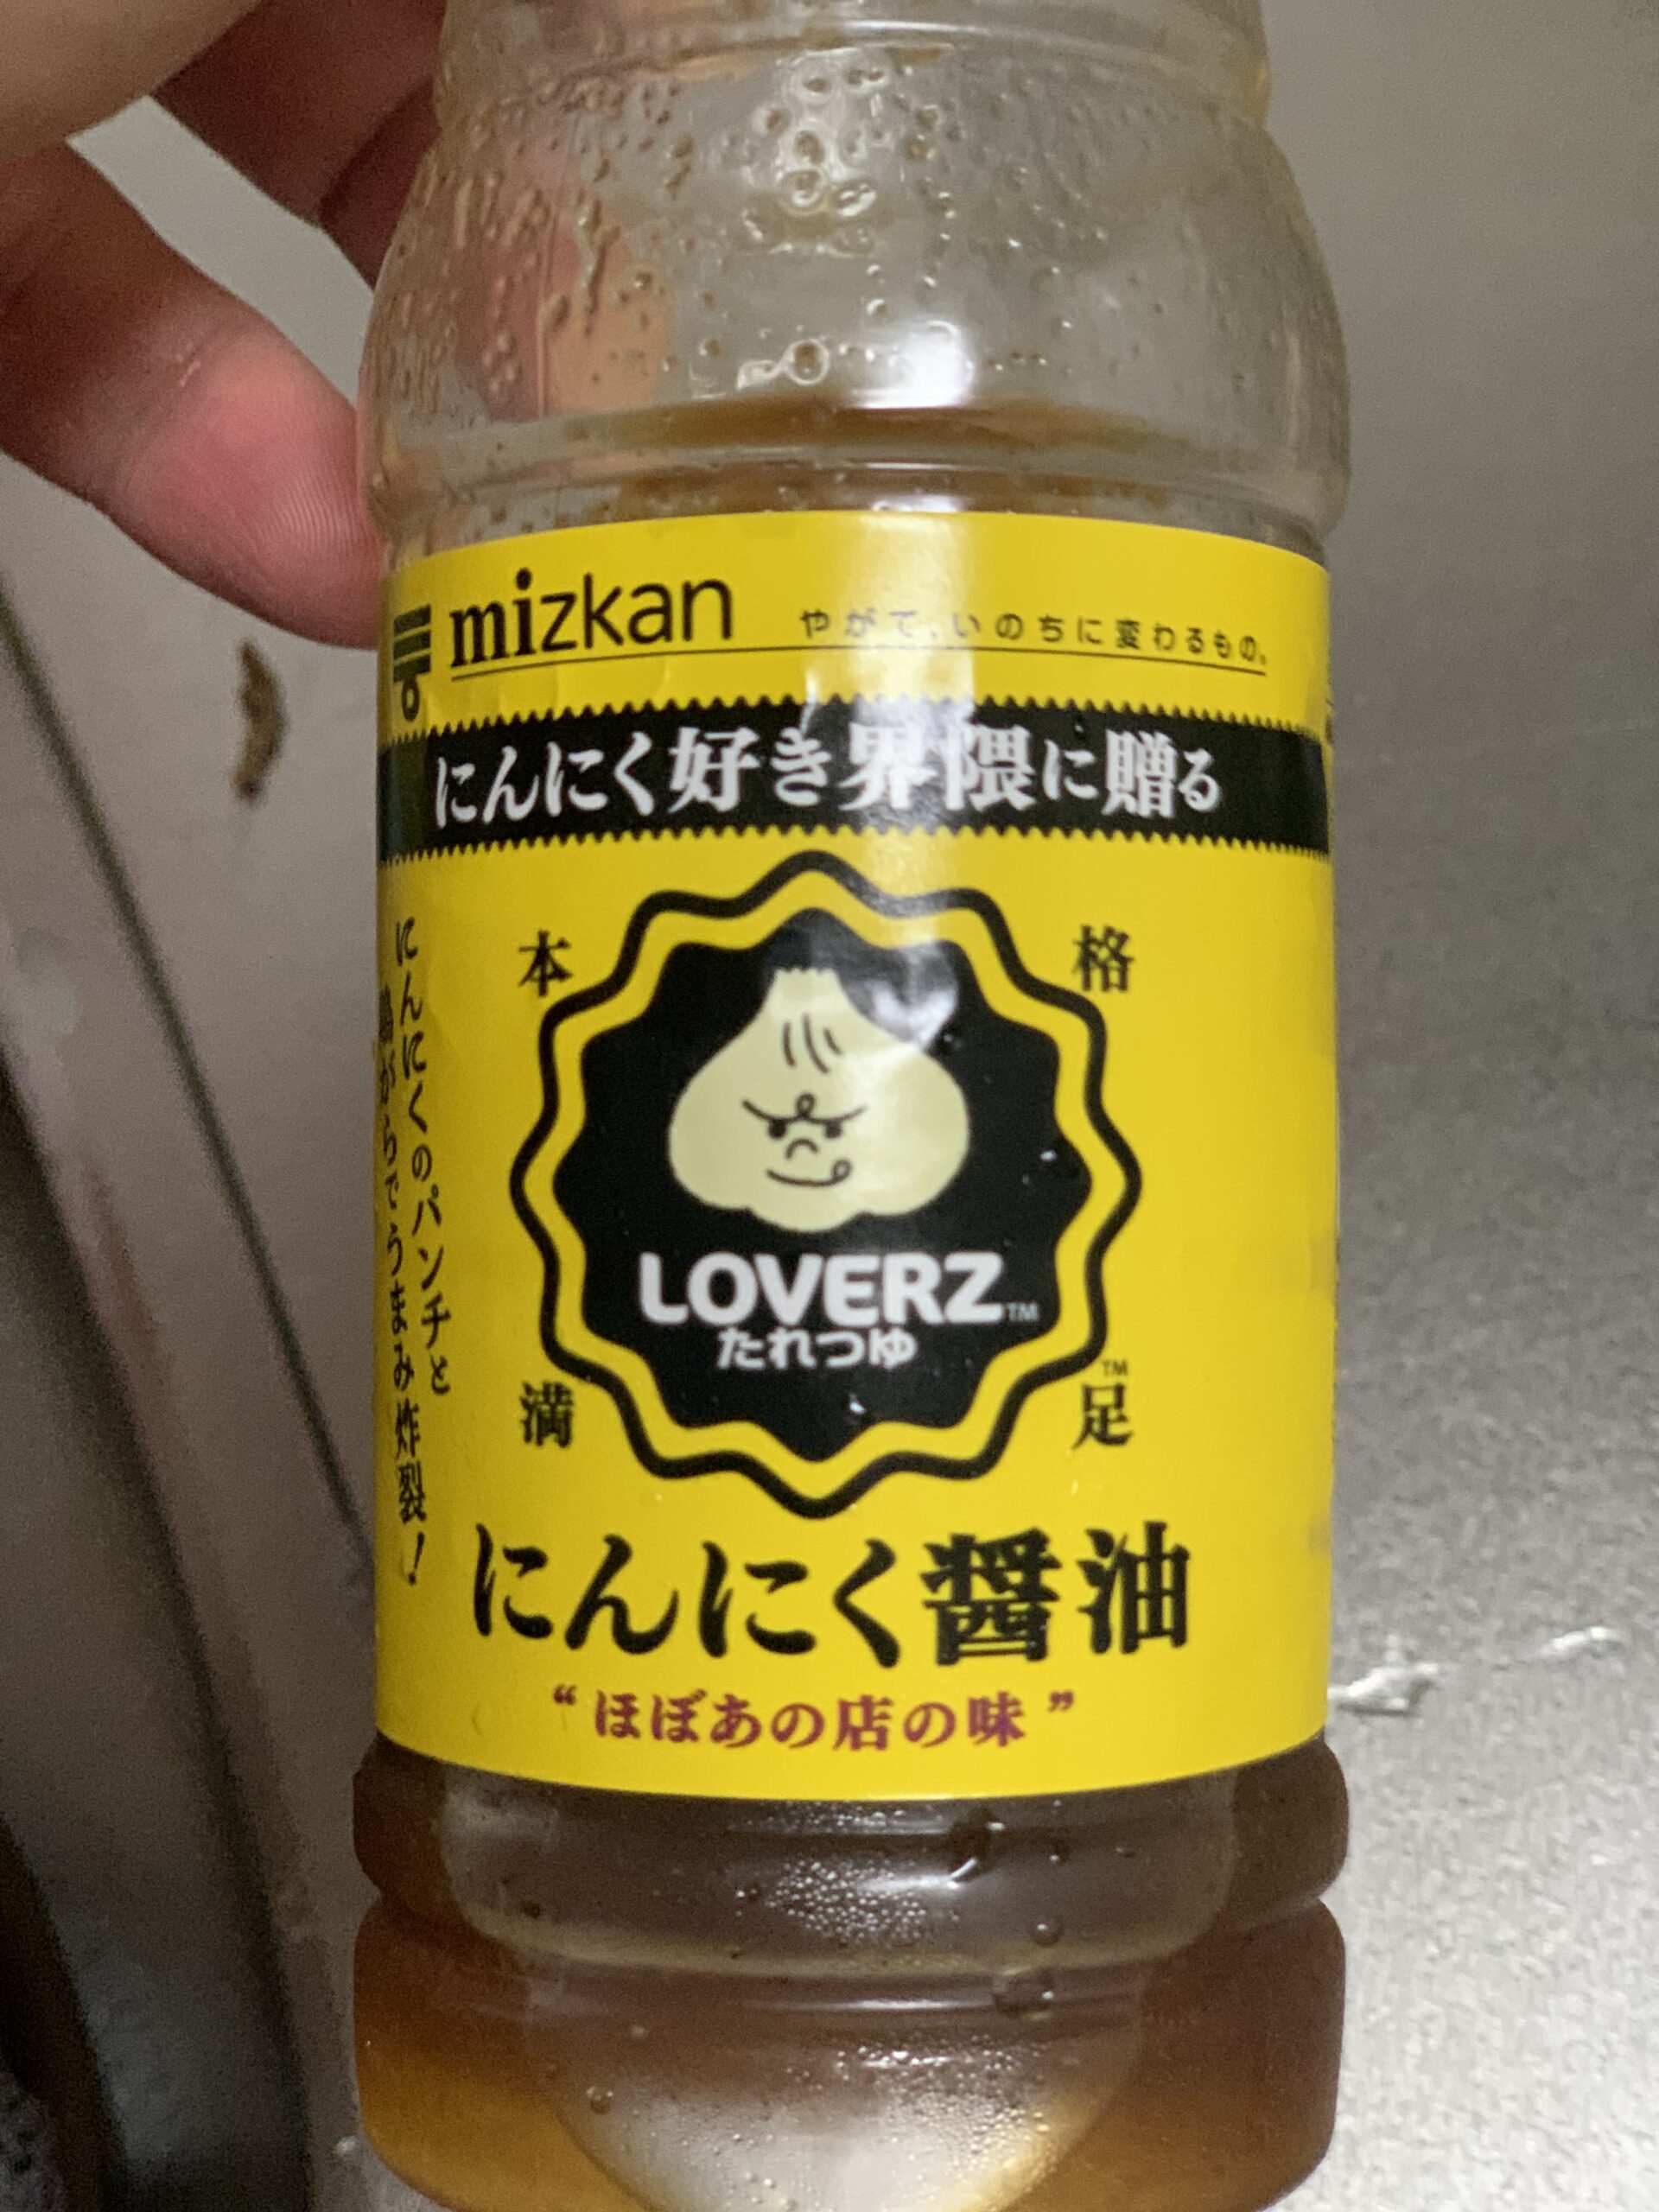 mizkan
やがて、いのちに変わるもの。
にんにく好き界隈に贈る
本格
LOVERZ™
たれつゆ
満足™
にんにくのパンチと
鶏がらでうまみ炸裂!
にんにく醤油
“ほぼあの店の味”